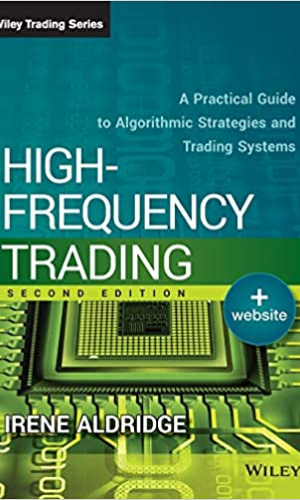 Wiley Trading Series
A Practical Guide
to Algorithmic Strategies and
Trading Systems
HIGH-
FREQUENCY
TRADING
SECOND EDITION
+
website
IRENE ALDRIDGE
WILEY